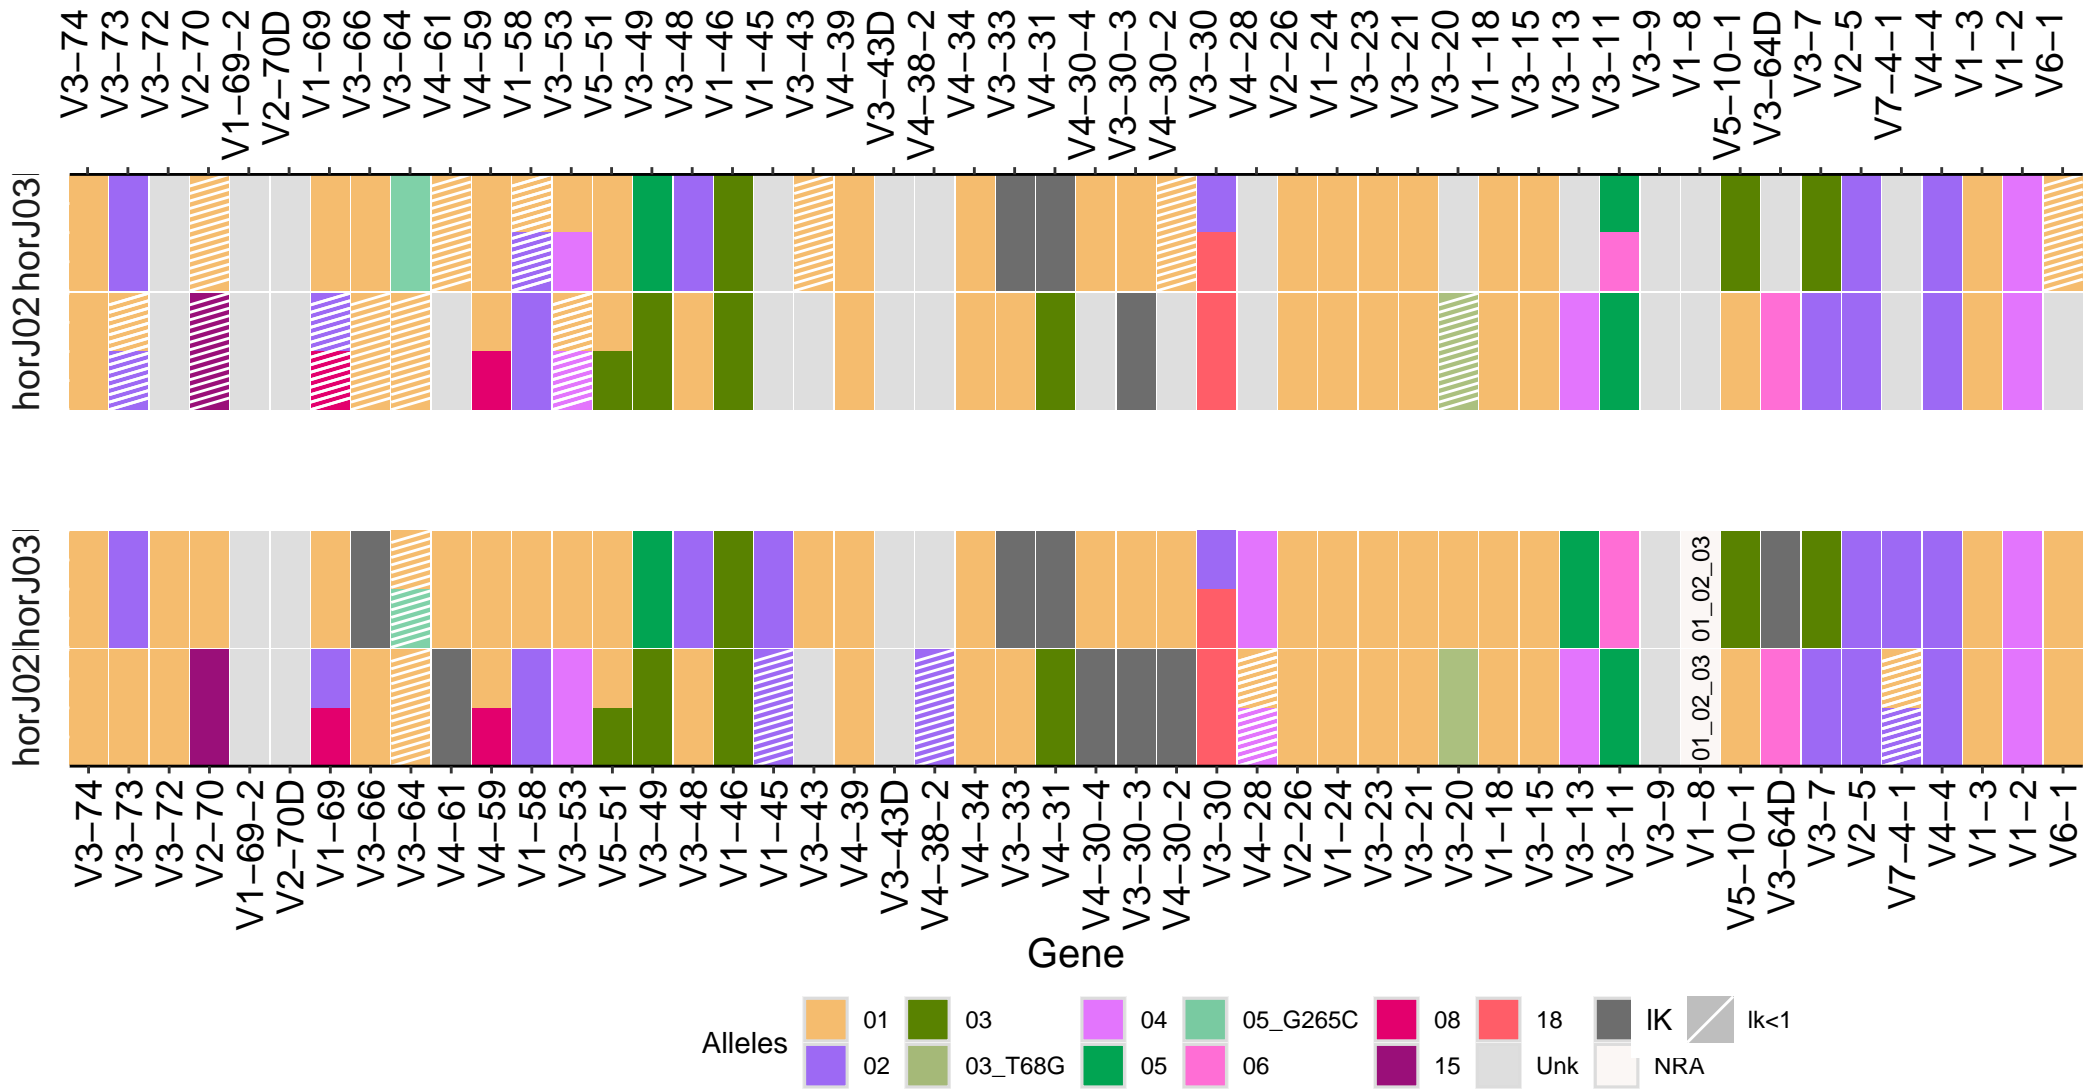 V3−74 V3−73 V3−72 V2−70 V1−69−2 V2−70D V1−69 V3−66 V3−64 V4−61 V4−59 V1−58 V3−53 V5−51 V3−49 V3−48 V1−46 V1−45 V3−43 V4−39 V3−43D V4−38−2 V4−34 V3−33 V4−31 V4−30−4 V3−30−3 V4−30−2 V3−30 V4−28 V2−26 V1−24 V3−23 V3−21 V3−20 V1−18 V3−15 V3−13 V3−11 V3−9 V1−8 V5−10−1 V3−64D V3−7 V2−5 V7−4−1 V4−4 V1−3 V1−2 V6−1
horJ03
horJ02
horJ03
01_02_03
horJ02
01_02_03
V3−74 V3−73 V3−72 V2−70 V1−69−2 V2−70D V1−69 V3−66 V3−64 V4−61 V4−59 V1−58 V3−53 V5−51 V3−49 V3−48 V1−46 V1−45 V3−43 V4−39 V3−43D V4−38−2 V4−34 V3−33 V4−31 V4−30−4 V3−30−3 V4−30−2 V3−30 V4−28 V2−26 V1−24 V3−23 V3−21 V3−20 V1−18 V3−15 V3−13 V3−11 V3−9 V1−8 V5−10−1 V3−64D V3−7 V2−5 V7−4−1 V4−4 V1−3 V1−2 V6−1
Gene
Alleles
01 03 04 05_G265C 08 18 lK lk<1
02 03_T68G 05 06 15 Unk NRA